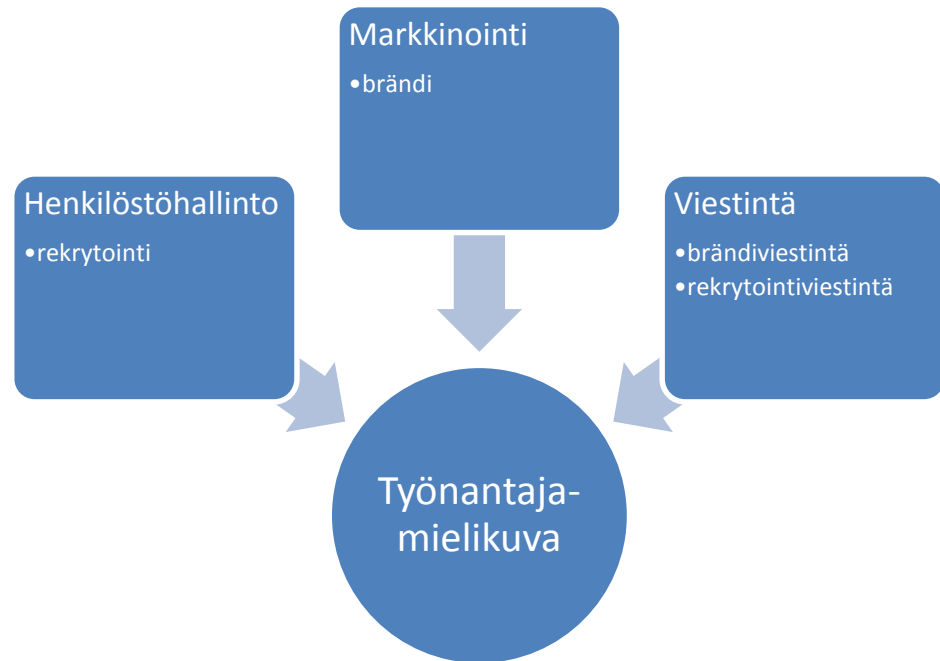 Markkinointi
•brändi
Henkilöstöhallinto
•rekrytointi
Viestintä
•brändiviestintä
•rekrytointiviestintä
Työnantaja-
mielikuva